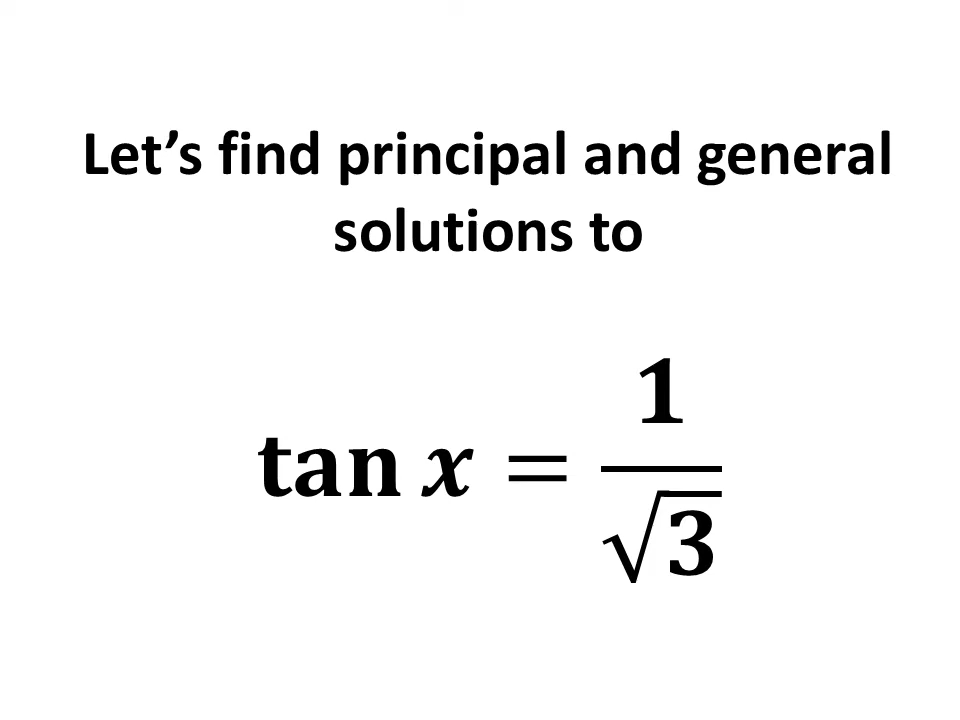 Let’s find principal and general
solutions to
tan x = 1/√3